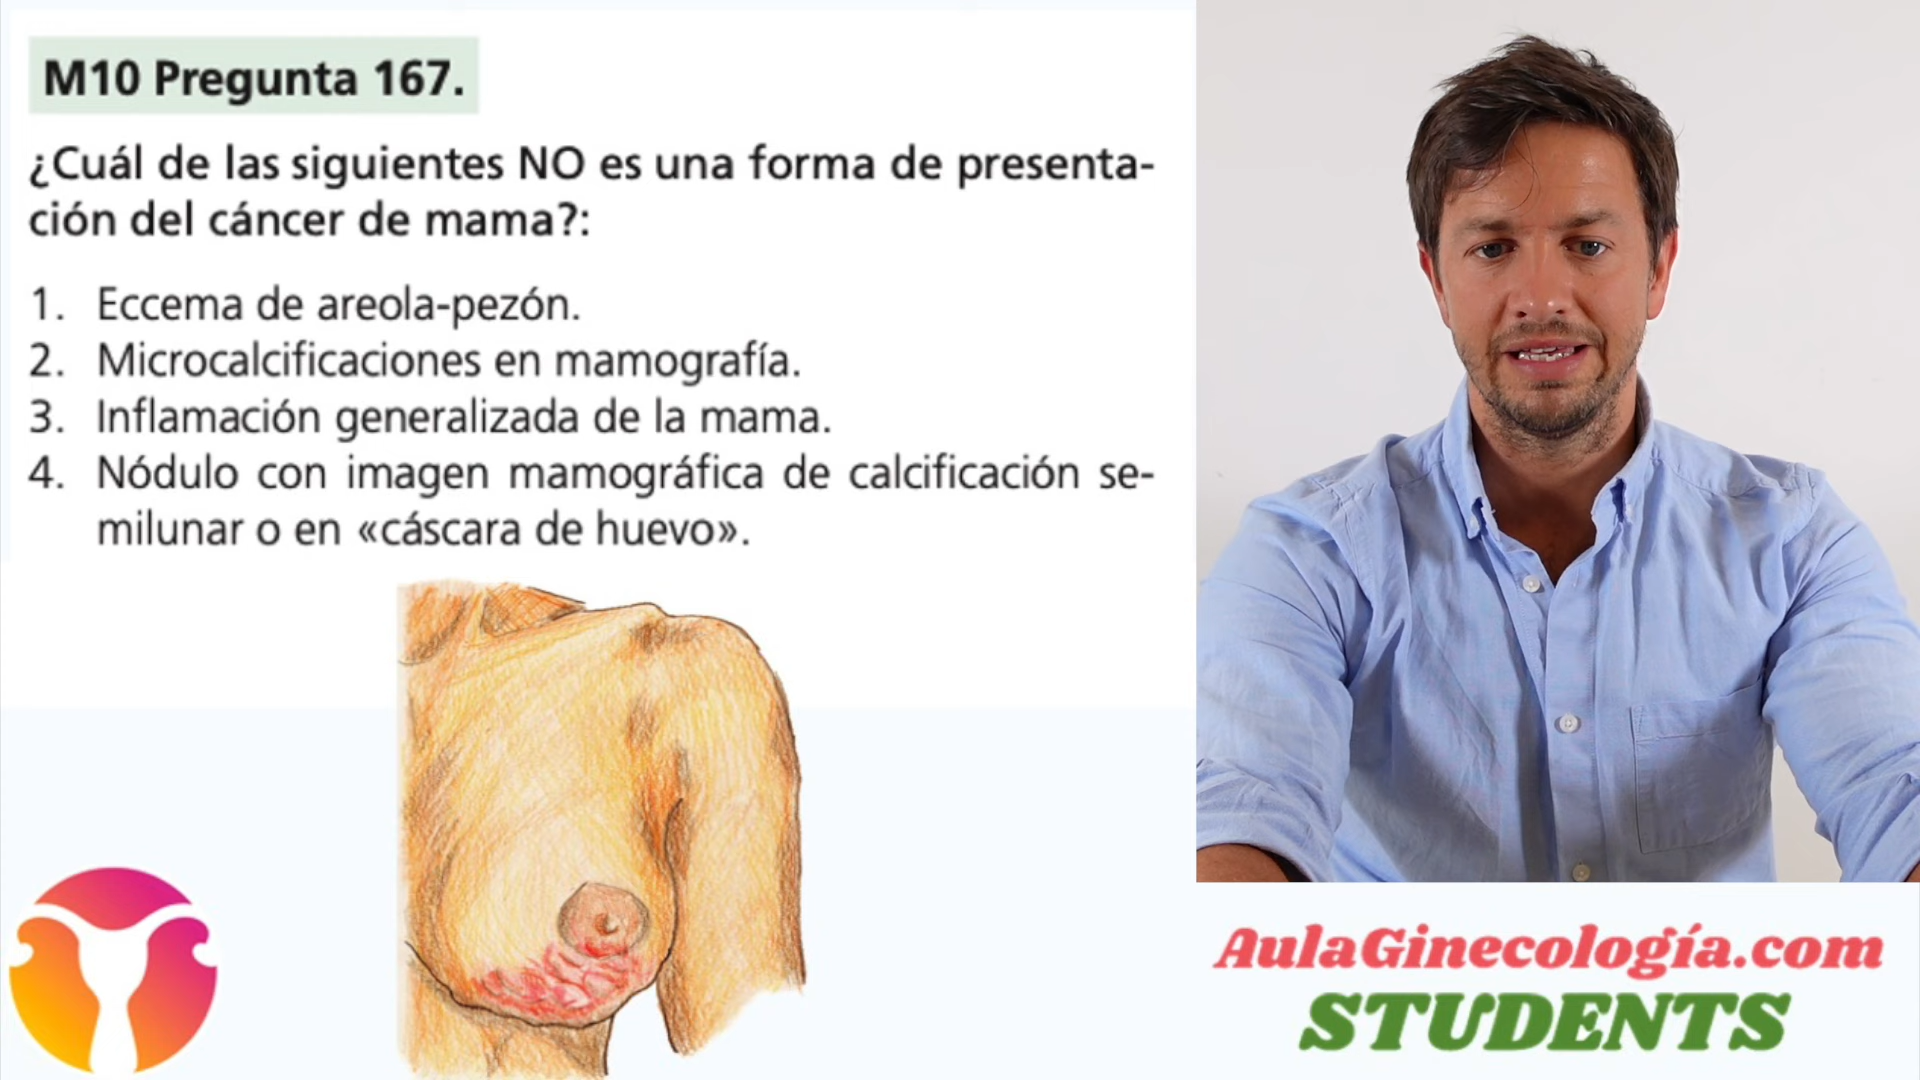 M10 Pregunta 167.
¿Cuál de las siguientes NO es una forma de presenta-
ción del cáncer de mama?:
1. Eccema de areola-pezón.
2. Microcalcificaciones en mamografía.
3. Inflamación generalizada de la mama.
4. Nódulo con imagen mamográfica de calcificación se-
milunar o en «cáscara de huevo».
AulaGinecología.com
STUDENTS